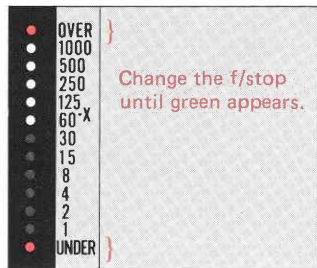 OVER }
1000
500
250
125
60-X
30
15
8
4
2
1
UNDER }
Change the f/stop
until green appears.